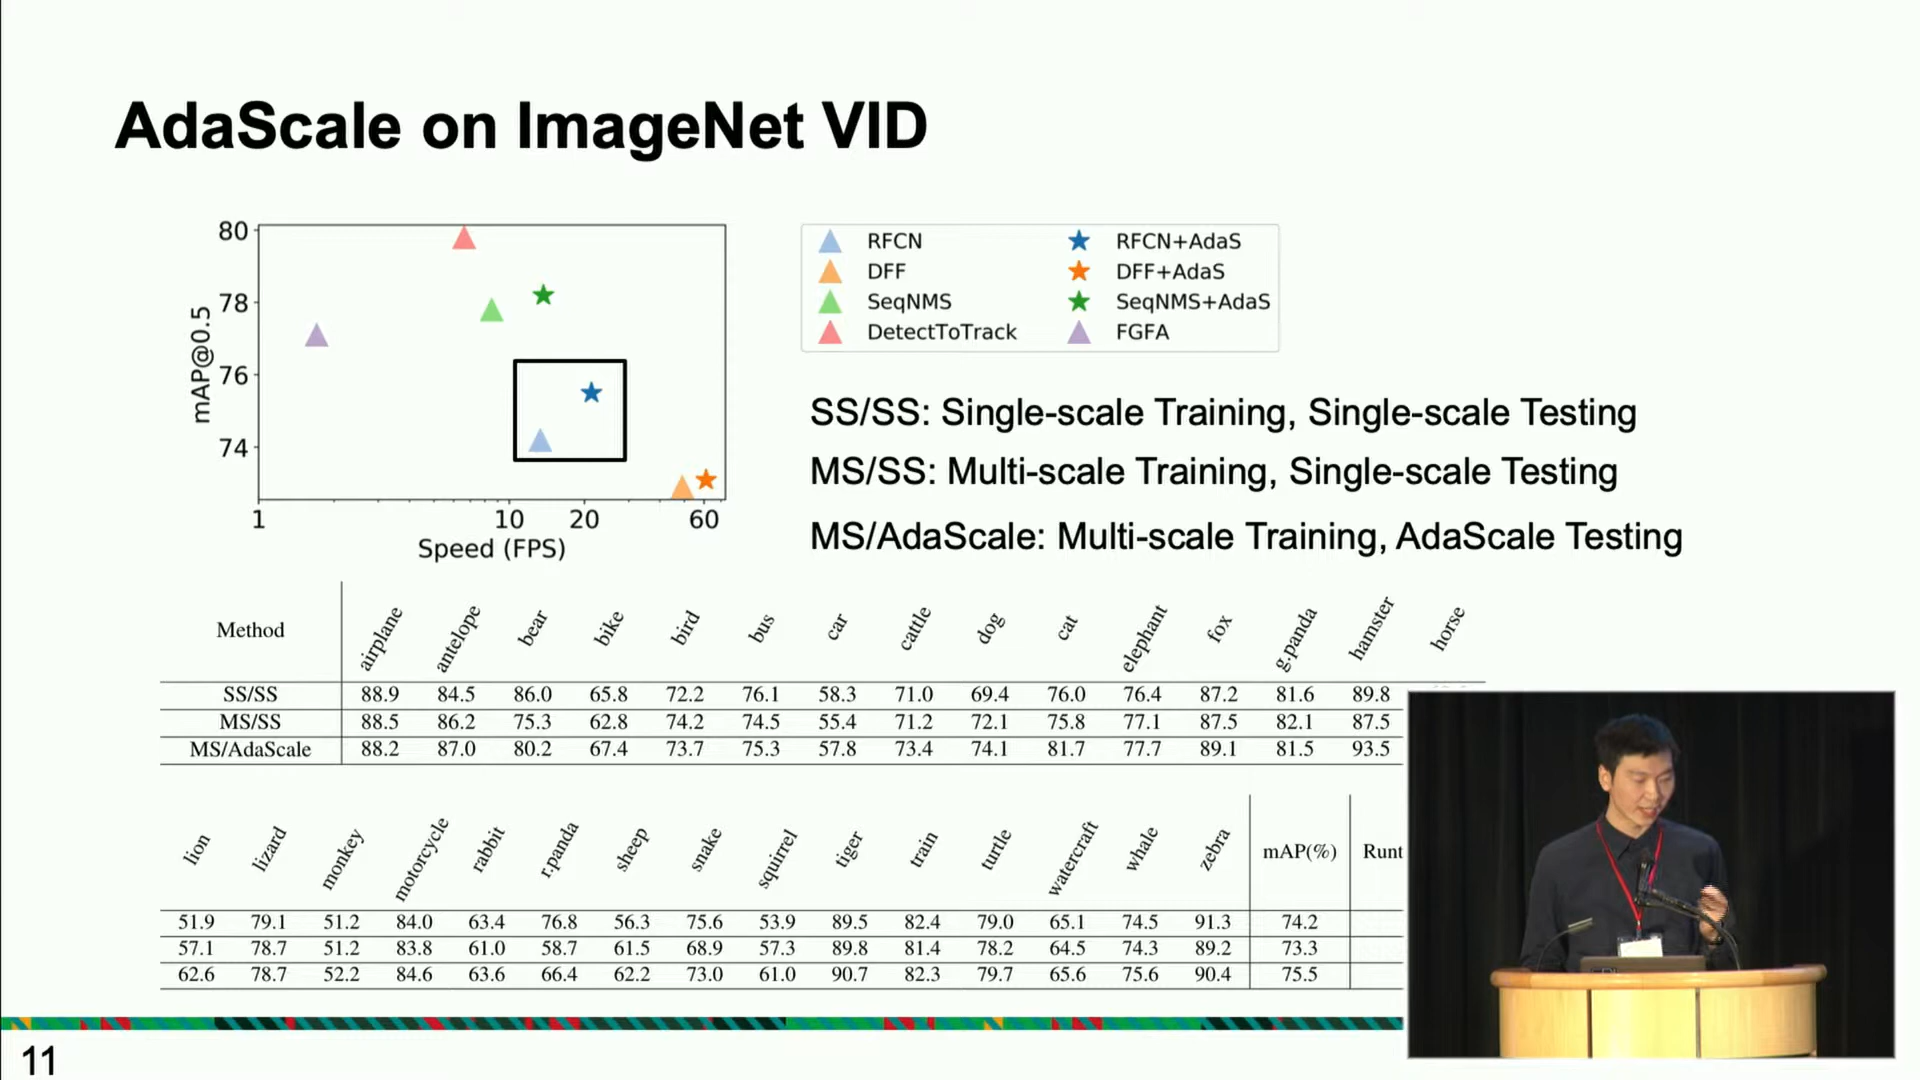 AdaScale on ImageNet VID
80
78
76
74
mAP@0.5
1 10 20 60
Speed (FPS)
RFCN RFCN+AdaS
DFF DFF+AdaS
SeqNMS SeqNMS+AdaS
DetectToTrack FGFA
SS/SS: Single-scale Training, Single-scale Testing
MS/SS: Multi-scale Training, Single-scale Testing
MS/AdaScale: Multi-scale Training, AdaScale Testing
Method airplane antelope bear bike bird bus car cattle dog cat elephant fox g.panda hamster horse
SS/SS 88.9 84.5 86.0 65.8 72.2 76.1 58.3 71.0 69.4 76.0 76.4 87.2 81.6 89.8
MS/SS 88.5 86.2 75.3 62.8 74.2 74.5 55.4 71.2 72.1 75.8 77.1 87.5 82.1 87.5
MS/AdaScale 88.2 87.0 80.2 67.4 73.7 75.3 57.8 73.4 74.1 81.7 77.7 89.1 81.5 93.5
lion lizard monkey motorcycle rabbit r.panda sheep snake squirrel tiger train turtle watercraft whale zebra mAP(%) Runt
51.9 79.1 51.2 84.0 63.4 76.8 56.3 75.6 53.9 89.5 82.4 79.0 65.1 74.5 91.3 74.2
57.1 78.7 51.2 83.8 61.0 58.7 61.5 68.9 57.3 89.8 81.4 78.2 64.5 74.3 89.2 73.3
62.6 78.7 52.2 84.6 63.6 66.4 62.2 73.0 61.0 90.7 82.3 79.7 65.6 75.6 90.4 75.5
11